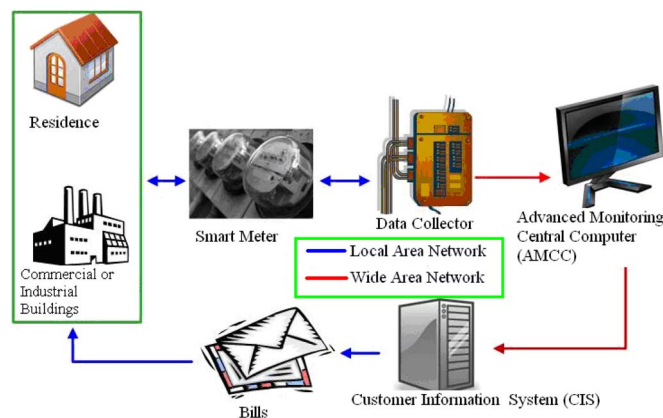 Residence
Commercial or
Industrial
Buildings
Smart Meter
Data Collector
Advanced Monitoring
Central Computer
(AMCC)
Local Area Network
Wide Area Network
Bills
Customer Information System (CIS)